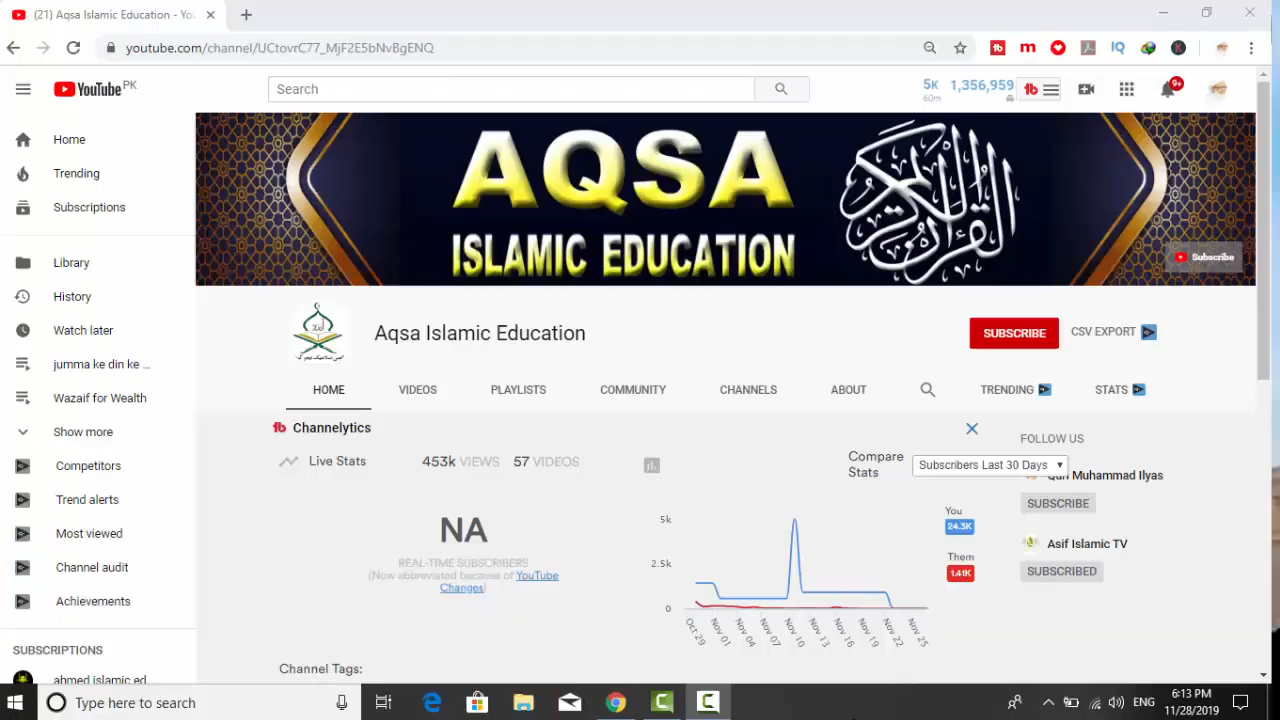 (21) Aqsa Islamic Education - Yo
youtube.com/channel/UCtovrC77_MjF2E5bNvBgENQ
YouTube PK
Search
5K
60m
1,356,959
9+
Home
Trending
Subscriptions
Library
History
Watch later
jumma ke din ke ...
Wazaif for Wealth
Show more
Competitors
Trend alerts
Most viewed
Channel audit
Achievements
SUBSCRIPTIONS
ahmed islamic ed
AQSA
ISLAMIC EDUCATION
القرآن الكريم
Subscribe
Aqsa Islamic Education
SUBSCRIBE
CSV EXPORT
HOME VIDEOS PLAYLISTS COMMUNITY CHANNELS ABOUT TRENDING STATS
Channelytics
Live Stats 453k VIEWS 57 VIDEOS
NA
REAL-TIME SUBSCRIBERS
(Now abbreviated because of YouTube
Changes)
Compare
Stats
Subscribers Last 30 Days
5k
2.5k
0
Oct 29
Nov 01
Nov 04
Nov 07
Nov 10
Nov 13
Nov 16
Nov 19
Nov 22
Nov 25
You
24.3K
Them
1.41K
FOLLOW US
Qari Muhammad Ilyas
SUBSCRIBE
Asif Islamic TV
SUBSCRIBED
Channel Tags:
Type here to search
ENG
6:13 PM
11/28/2019